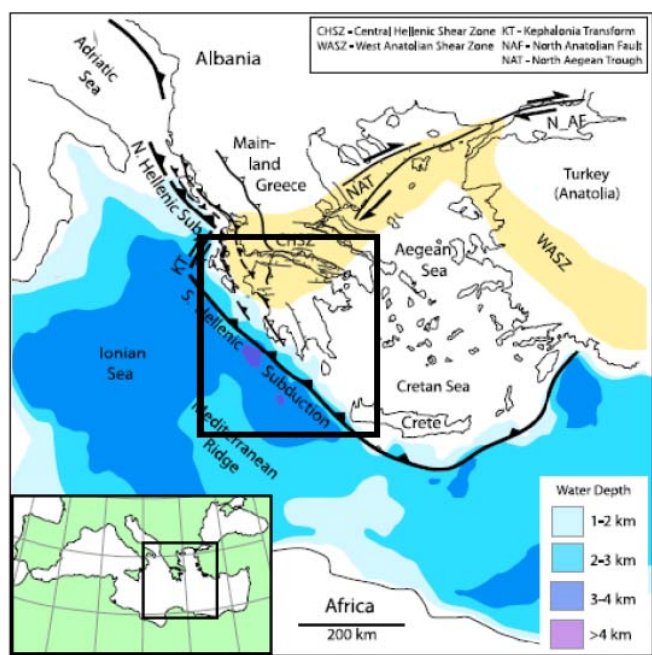 CHSZ - Central Hellenic Shear Zone KT - Kephalonia Transform
WASZ - West Anatolian Shear Zone NAF - North Anatolian Fault
NAT - North Aegean Trough
Adriatic
Sea
Albania
N_AF
Main-
land
Greece
N. Hellenic Sub
NAT
Turkey
(Anatolia)
CHSZ
KT
Aegean
Sea
WASZ
S. Hellenic
Subduction
Ionian
Sea
Cretan Sea
Mediterranean
Ridge
Crete
Water Depth
1-2 km
2-3 km
3-4 km
>4 km
Africa
200 km